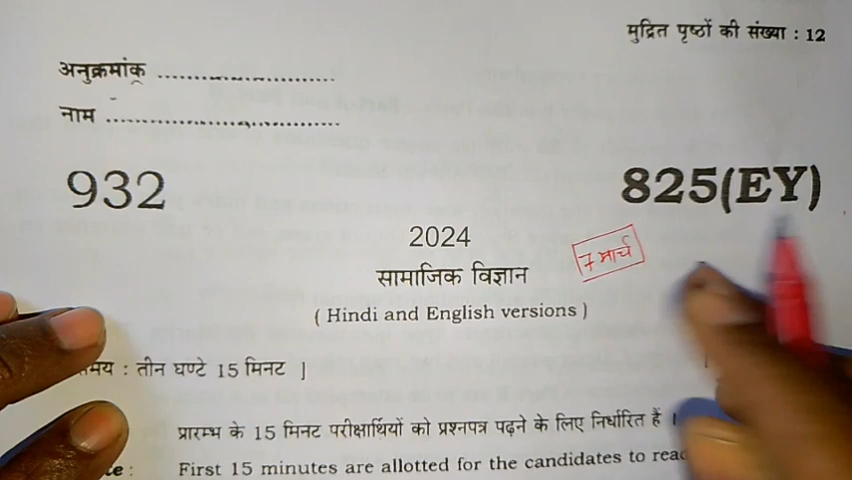 मुद्रित पृष्ठों की संख्या : 12
अनुक्रमांक ..............................
नाम ........................................
932
825(EY)
2024
सामाजिक विज्ञान
7 मार्च
( Hindi and English versions )
: तीन घण्टे 15 मिनट ]
प्रारम्भ के 15 मिनट परीक्षार्थियों को प्रश्नपत्र पढ़ने के लिए निर्धारित हैं ।
: First 15 minutes are allotted for the candidates to